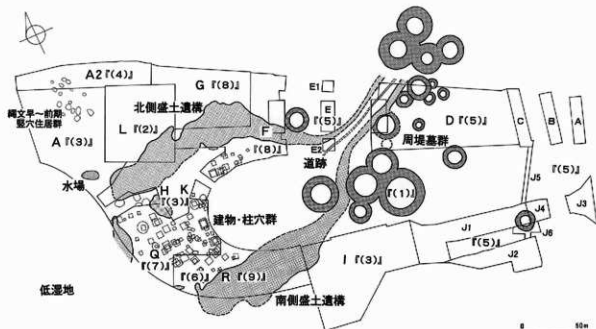 A2『(4)』
G『(8)』
E1
縄文早~前期
竪穴住居群
北側盛土遺構
E
『(5)』
D『(5)』
C
B
A
A『(3)』
L『(2)』
F
『(8)』
E2
道跡
周堤墓群
水場
H
K
『(3)』
『(1)』
J5
『(5)』
J3
建物・柱穴群
J4
J1
『(5)』
J6
J2
Q
『(7)』
『(6)』
R『(9)』
I『(3)』
低湿地
南側盛土遺構
0
50m